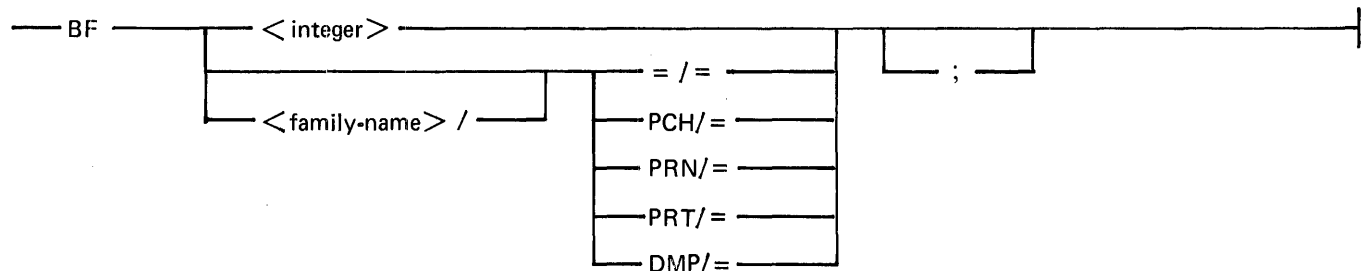 BF <integer>
= / = ;
<family-name> / PCH/=
PRN/=
PRT/=
DMP/=